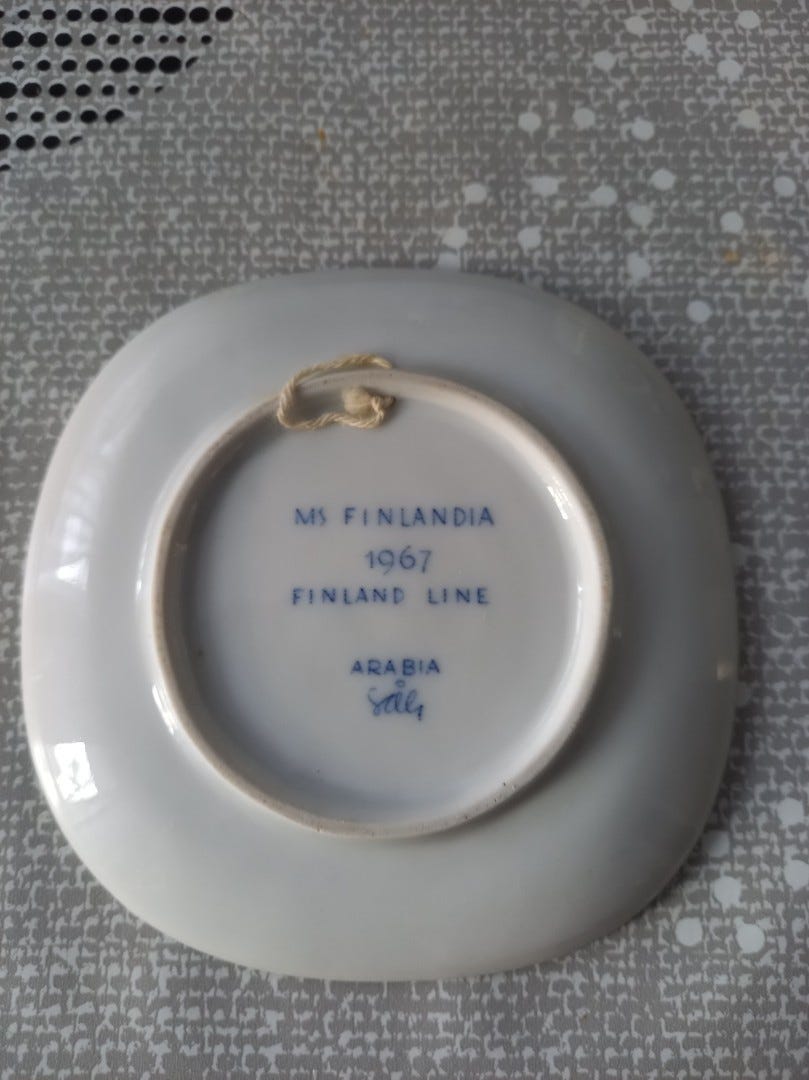 MS FINLANDIA
1967
FINLAND LINE
ARABIA